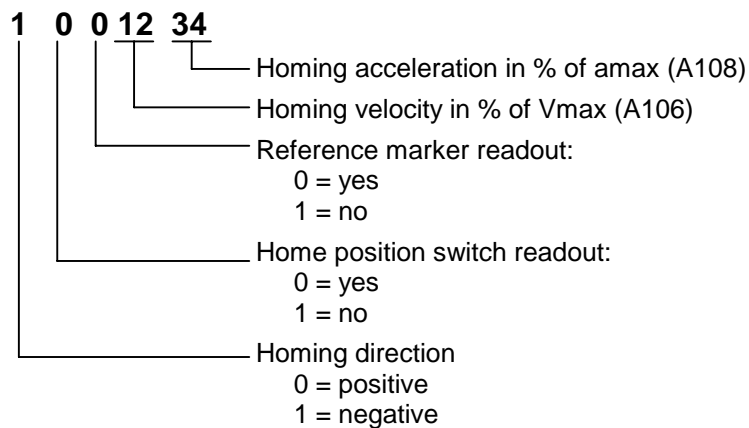 1 0 0 12 34
Homing acceleration in % of amax (A108)
Homing velocity in % of Vmax (A106)
Reference marker readout:
0 = yes
1 = no
Home position switch readout:
0 = yes
1 = no
Homing direction
0 = positive
1 = negative